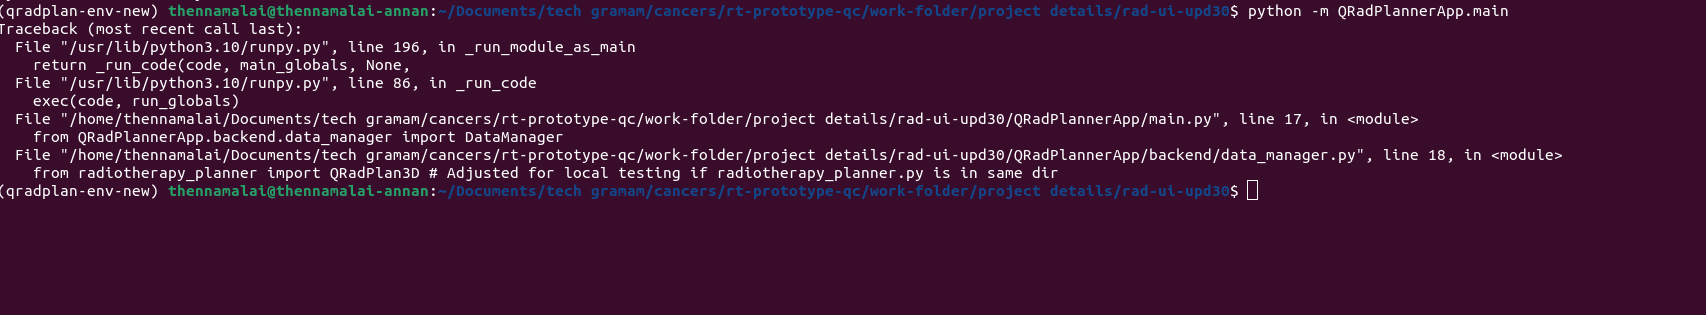 (qradplan-env-new) thennamalai@thennamalai-annan:~/Documents/tech gramam/cancers/rt-prototype-qc/work-folder/project details/rad-ui-upd30$ python -m QRadPlannerApp.main
Traceback (most recent call last):
  File "/usr/lib/python3.10/runpy.py", line 196, in _run_module_as_main
    return _run_code(code, main_globals, None,
  File "/usr/lib/python3.10/runpy.py", line 86, in _run_code
    exec(code, run_globals)
  File "/home/thennamalai/Documents/tech gramam/cancers/rt-prototype-qc/work-folder/project details/rad-ui-upd30/QRadPlannerApp/main.py", line 17, in <module>
    from QRadPlannerApp.backend.data_manager import DataManager
  File "/home/thennamalai/Documents/tech gramam/cancers/rt-prototype-qc/work-folder/project details/rad-ui-upd30/QRadPlannerApp/backend/data_manager.py", line 18, in <module>
    from radiotherapy_planner import QRadPlan3D # Adjusted for local testing if radiotherapy_planner.py is in same dir
(qradplan-env-new) thennamalai@thennamalai-annan:~/Documents/tech gramam/cancers/rt-prototype-qc/work-folder/project details/rad-ui-upd30$